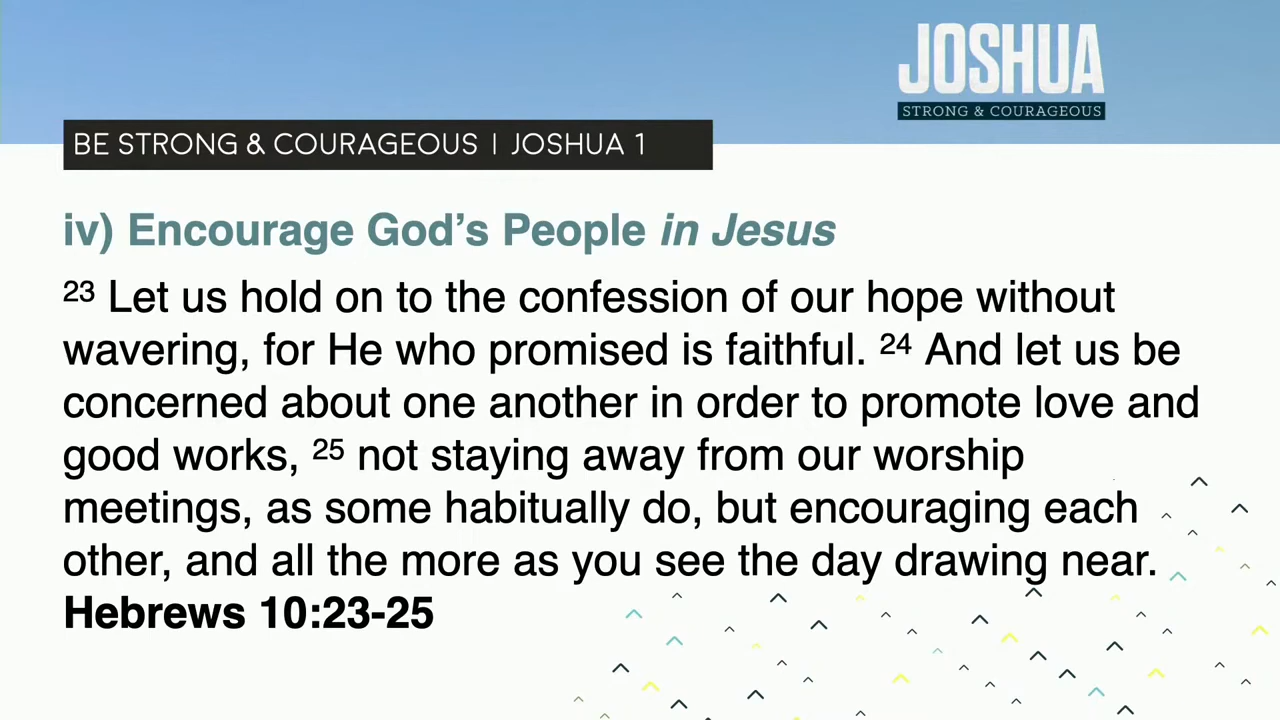 JOSHUA
STRONG & COURAGEOUS
BE STRONG & COURAGEOUS | JOSHUA 1
iv) Encourage God’s People in Jesus
23 Let us hold on to the confession of our hope without
wavering, for He who promised is faithful. 24 And let us be
concerned about one another in order to promote love and
good works, 25 not staying away from our worship
meetings, as some habitually do, but encouraging each
other, and all the more as you see the day drawing near.
Hebrews 10:23-25